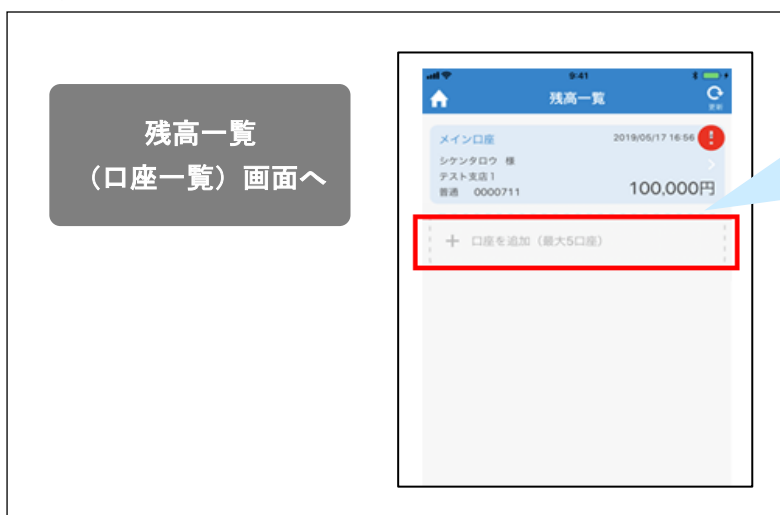 残高一覧
（口座一覧）画面へ
9:41
残高一覧
更新
メイン口座
2019/05/17 16:56
シケンタロウ 様
テスト支店1
普通 0000711
100,000円
＋ 口座を追加（最大5口座）